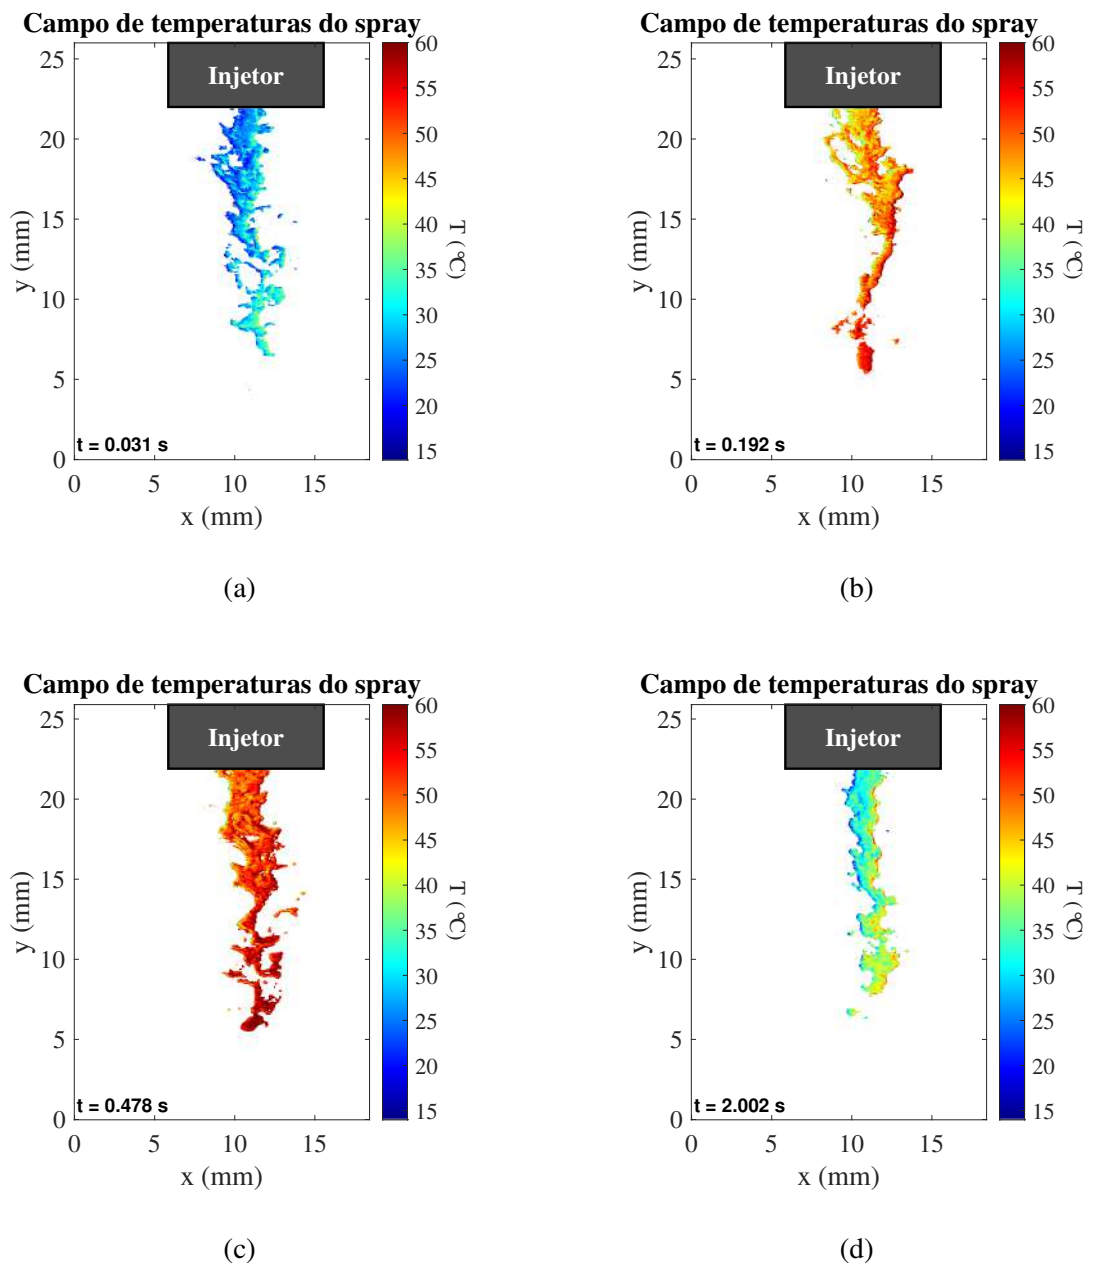 Campo de temperaturas do spray
Injetor
25
20
15
10
5
0
y (mm)
0 5 10 15
x (mm)
t = 0.031 s
60
55
50
45
40
35
30
25
20
15
T (°C)
(a)
Campo de temperaturas do spray
Injetor
25
20
15
10
5
0
y (mm)
0 5 10 15
x (mm)
t = 0.192 s
60
55
50
45
40
35
30
25
20
15
T (°C)
(b)
Campo de temperaturas do spray
Injetor
25
20
15
10
5
0
y (mm)
0 5 10 15
x (mm)
t = 0.478 s
60
55
50
45
40
35
30
25
20
15
T (°C)
(c)
Campo de temperaturas do spray
Injetor
25
20
15
10
5
0
y (mm)
0 5 10 15
x (mm)
t = 2.002 s
60
55
50
45
40
35
30
25
20
15
T (°C)
(d)